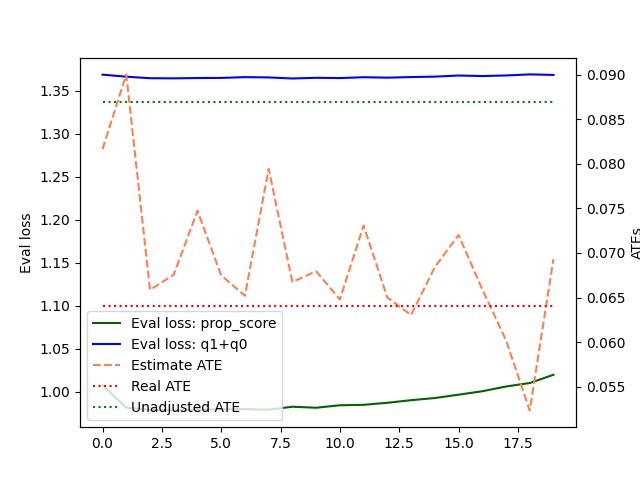 1.35
1.30
1.25
1.20
1.15
1.10
1.05
1.00
Eval loss
0.090
0.085
0.080
0.075
0.070
0.065
0.060
0.055
ATEs
Eval loss: prop_score
Eval loss: q1+q0
Estimate ATE
Real ATE
Unadjusted ATE
0.0 2.5 5.0 7.5 10.0 12.5 15.0 17.5